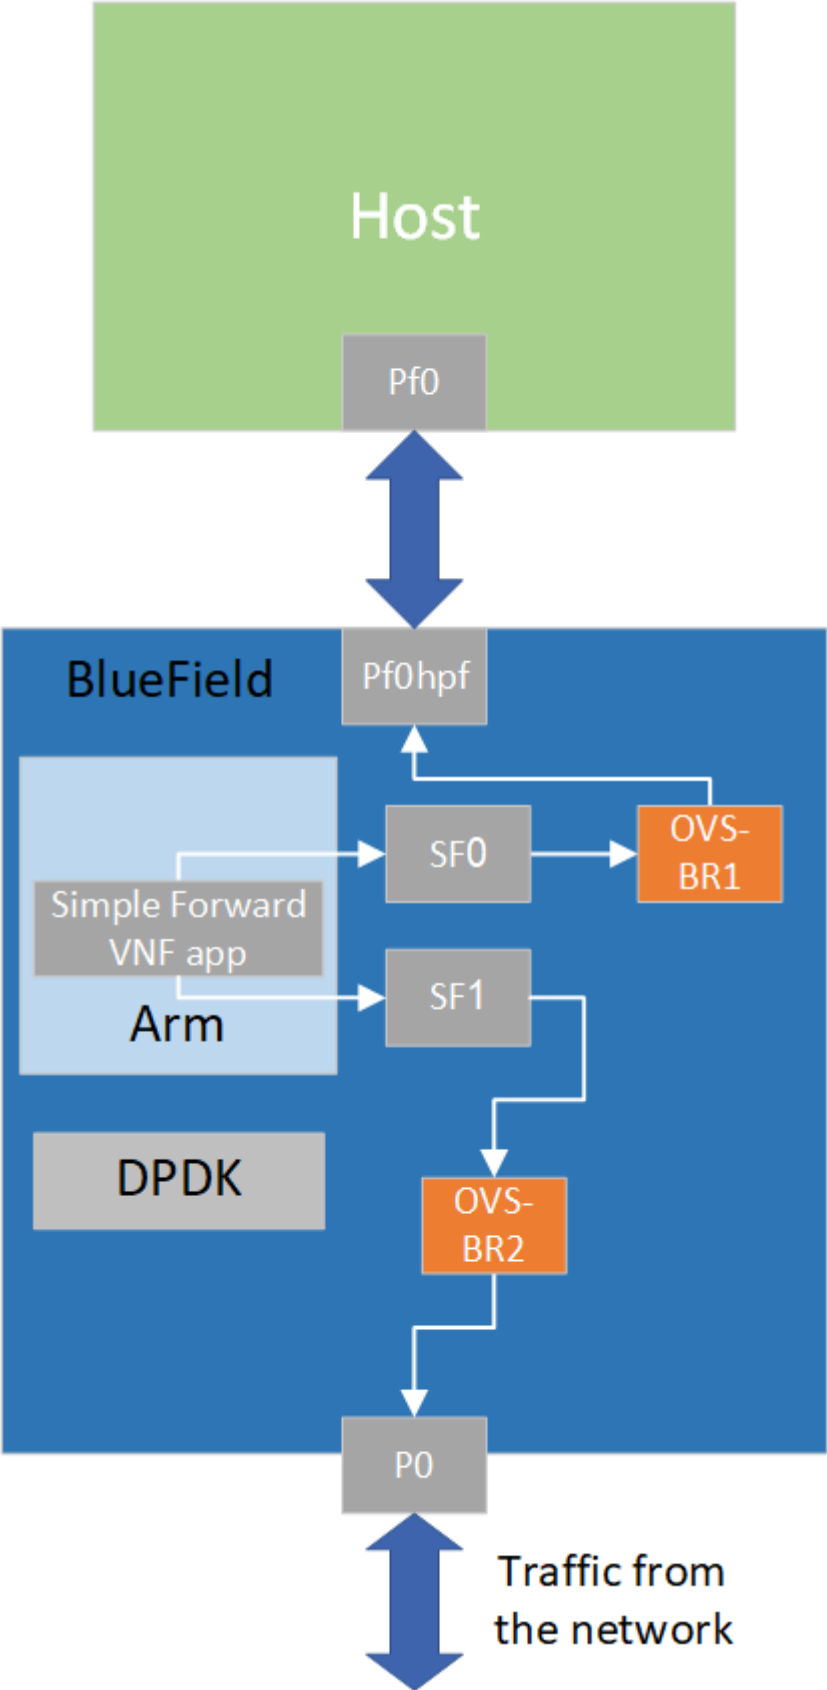 Host
Pf0
BlueField
Pf0hpf
SF0
OVS-
BR1
Simple Forward
VNF app
SF1
Arm
DPDK
OVS-
BR2
P0
Traffic from
the network